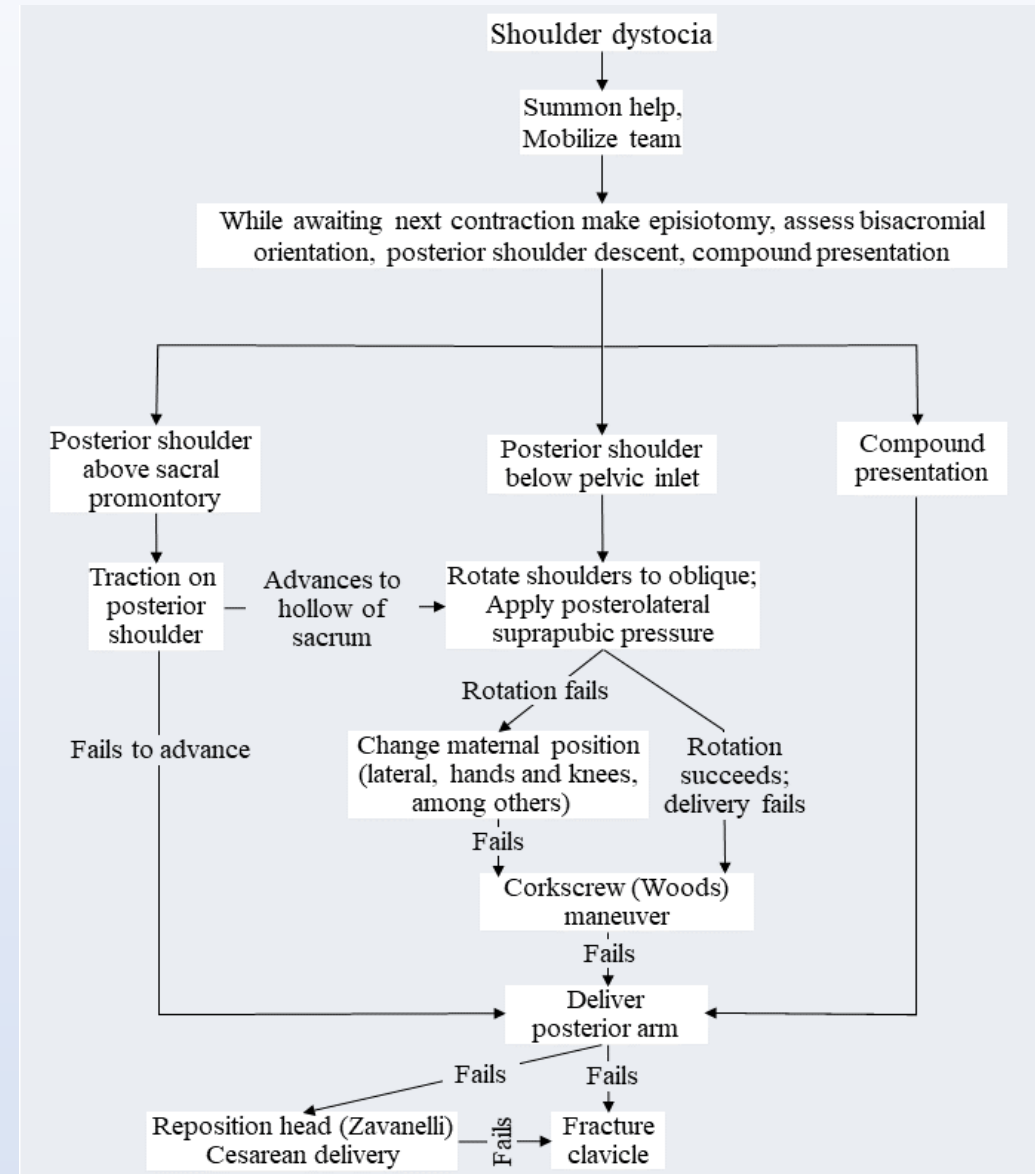 Shoulder dystocia
Summon help,
Mobilize team
While awaiting next contraction make episiotomy, assess bisacromial
orientation, posterior shoulder descent, compound presentation
Posterior shoulder
above sacral
promontory
Posterior shoulder
below pelvic inlet
Compound
presentation
Traction on
posterior
shoulder
Advances to
hollow of
sacrum
Rotate shoulders to oblique;
Apply posterolateral
suprapubic pressure
Rotation fails
Fails to advance
Change maternal position
(lateral, hands and knees,
among others)
Rotation
succeeds;
delivery fails
Fails
Corkscrew (Woods)
maneuver
Fails
Deliver
posterior arm
Fails
Fails
Reposition head (Zavanelli)
Cesarean delivery
Fails
Fracture
clavicle